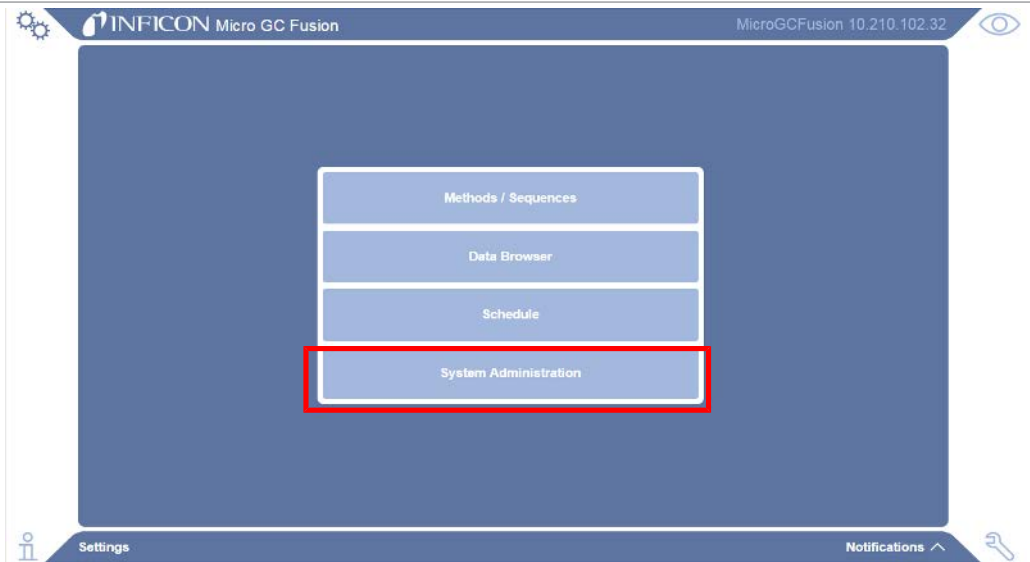 INFICON Micro GC Fusion
MicroGCFusion 10.210.102.32
Methods / Sequences
Data Browser
Schedule
System Administration
Settings
Notifications